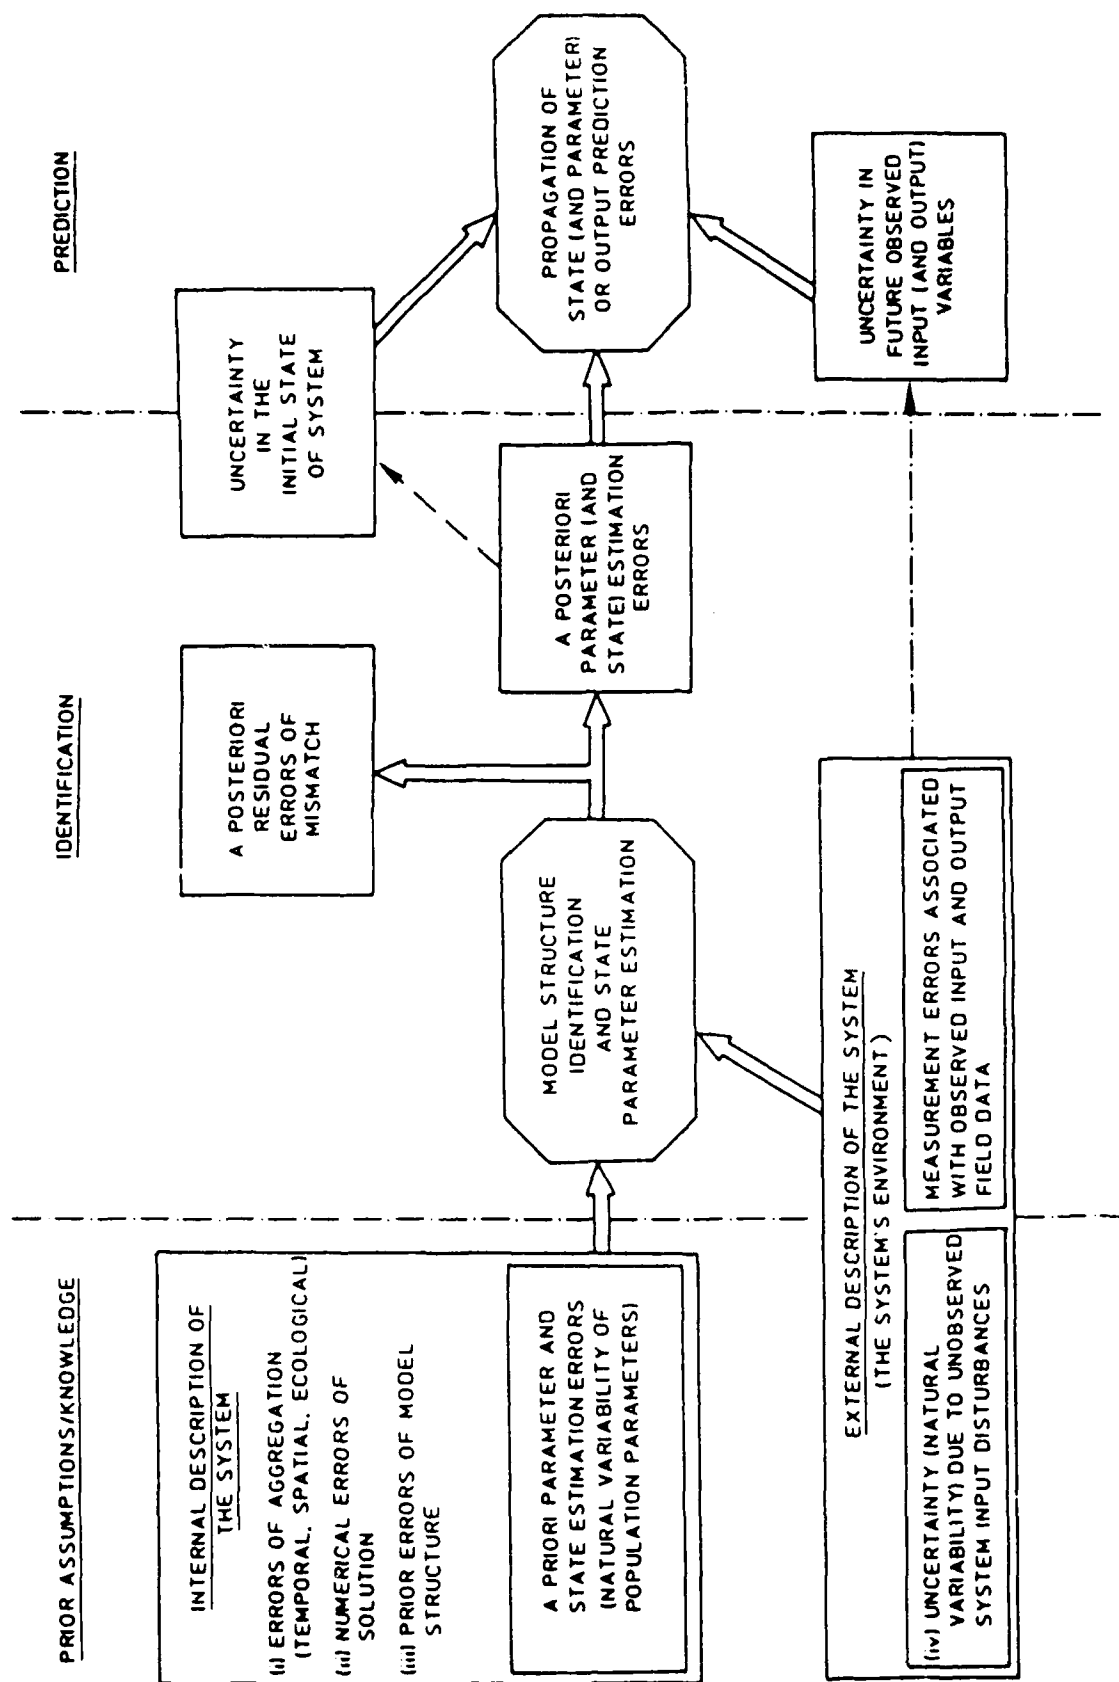 PRIOR ASSUMPTIONS/KNOWLEDGE
IDENTIFICATION
PREDICTION
INTERNAL DESCRIPTION OF
THE SYSTEM
(i) ERRORS OF AGGREGATION
(TEMPORAL, SPATIAL, ECOLOGICAL)
(ii) NUMERICAL ERRORS OF
SOLUTION
(iii) PRIOR ERRORS OF MODEL
STRUCTURE
A PRIORI PARAMETER AND
STATE ESTIMATION ERRORS
(NATURAL VARIABILITY OF
POPULATION PARAMETERS)
EXTERNAL DESCRIPTION OF THE SYSTEM
(THE SYSTEM'S ENVIRONMENT)
(iv) UNCERTAINTY (NATURAL
VARIABILITY) DUE TO UNOBSERVED
SYSTEM INPUT DISTURBANCES
MEASUREMENT ERRORS ASSOCIATED
WITH OBSERVED INPUT AND OUTPUT
FIELD DATA
MODEL STRUCTURE
IDENTIFICATION
AND STATE
PARAMETER ESTIMATION
A POSTERIORI
RESIDUAL
ERRORS OF
MISMATCH
A POSTERIORI
PARAMETER (AND
STATE) ESTIMATION
ERRORS
UNCERTAINTY
IN THE
INITIAL STATE
OF SYSTEM
PROPAGATION OF
STATE (AND PARAMETER)
OR OUTPUT PREDICTION
ERRORS
UNCERTAINTY IN
FUTURE OBSERVED
INPUT (AND OUTPUT)
VARIABLES